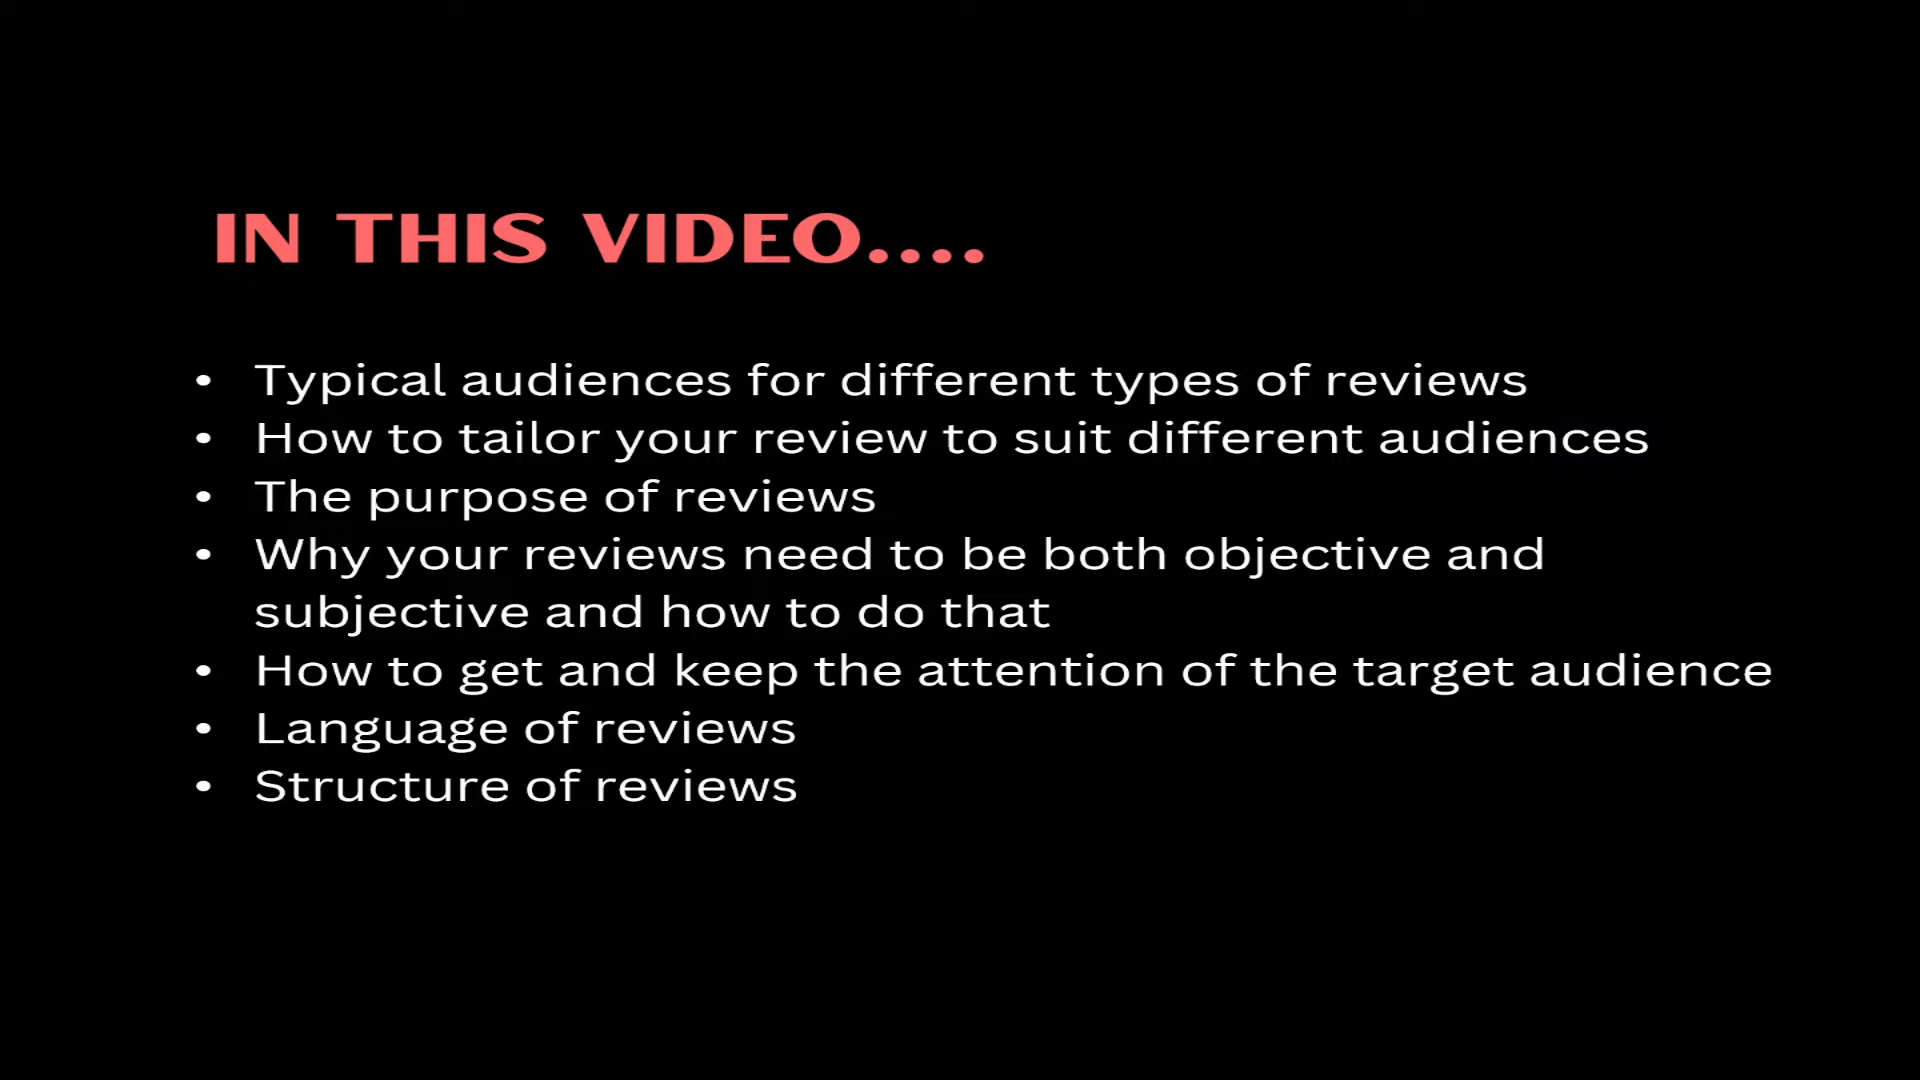 IN THIS VIDEO....
• Typical audiences for different types of reviews
• How to tailor your review to suit different audiences
• The purpose of reviews
• Why your reviews need to be both objective and
subjective and how to do that
• How to get and keep the attention of the target audience
• Language of reviews
• Structure of reviews